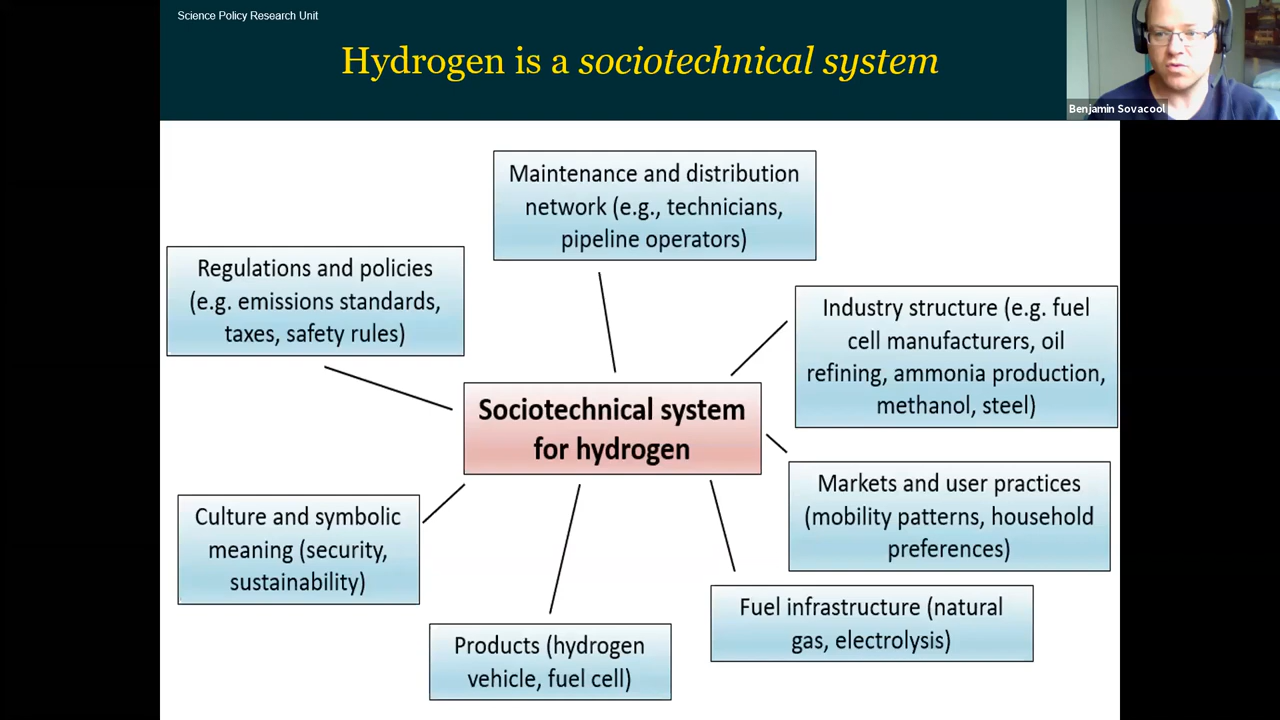 Science Policy Research Unit
Hydrogen is a sociotechnical system
Benjamin Sovacool
Maintenance and distribution
network (e.g., technicians,
pipeline operators)
Regulations and policies
(e.g. emissions standards,
taxes, safety rules)
Industry structure (e.g. fuel
cell manufacturers, oil
refining, ammonia production,
methanol, steel)
Sociotechnical system
for hydrogen
Markets and user practices
(mobility patterns, household
preferences)
Culture and symbolic
meaning (security,
sustainability)
Fuel infrastructure (natural
gas, electrolysis)
Products (hydrogen
vehicle, fuel cell)